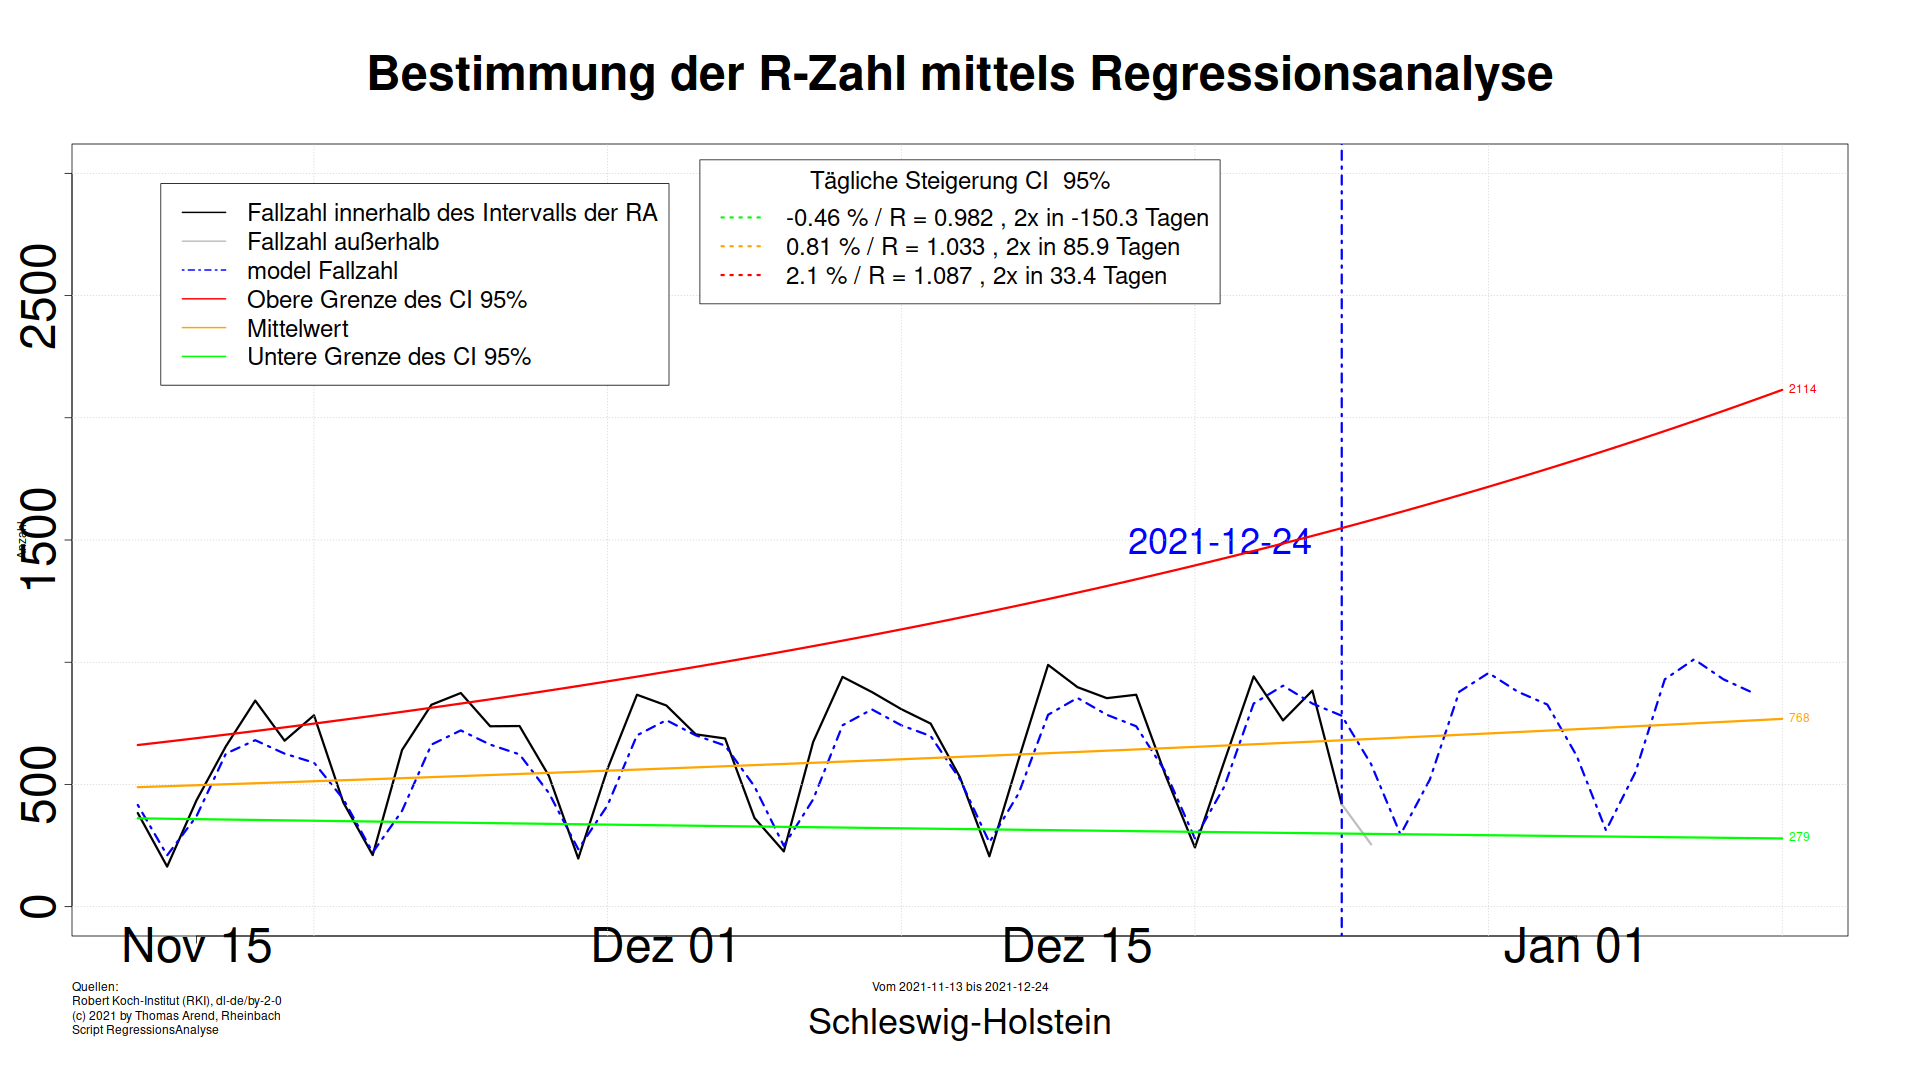 Bestimmung der R-Zahl mittels Regressionsanalyse
Fallzahl innerhalb des Intervalls der RA
Fallzahl außerhalb
model Fallzahl
Obere Grenze des CI 95%
Mittelwert
Untere Grenze des CI 95%
Tägliche Steigerung CI  95%
-0.46 % / R = 0.982 , 2x in -150.3 Tagen
0.81 % / R = 1.033 , 2x in 85.9 Tagen
2.1 % / R = 1.087 , 2x in 33.4 Tagen
2500
1500
500
0
Anzahl
2021-12-24
2114
768
279
Nov 15
Dez 01
Dez 15
Jan 01
Quellen:
Robert Koch-Institut (RKI), dl-de/by-2-0
(c) 2021 by Thomas Arend, Rheinbach
Script RegressionsAnalyse
Vom 2021-11-13 bis 2021-12-24
Schleswig-Holstein